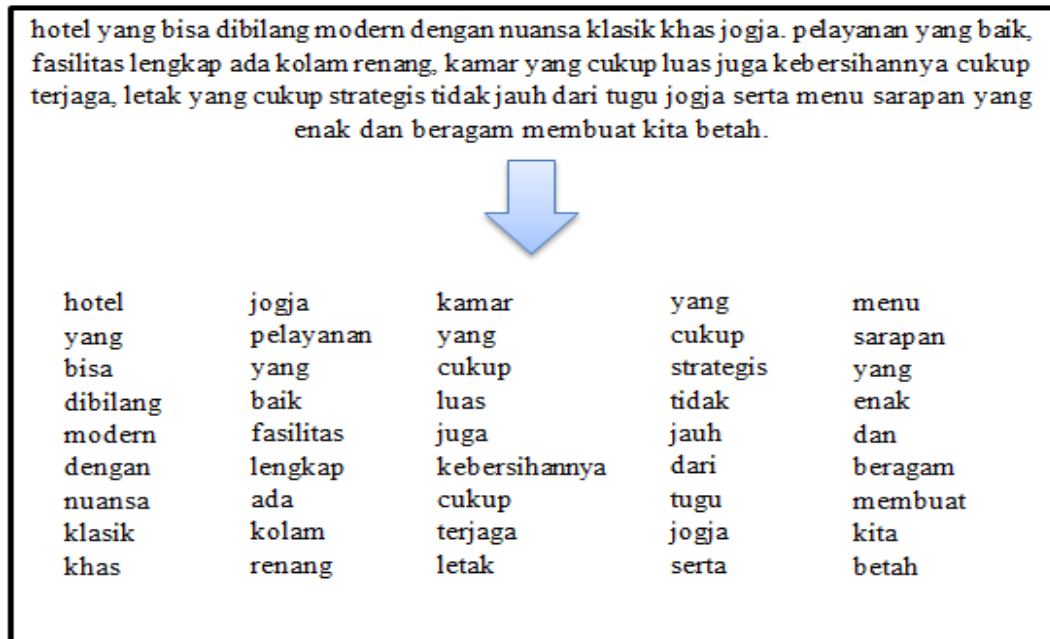 hotel yang bisa dibilang modern dengan nuansa klasik khas jogja. pelayanan yang baik,
fasilitas lengkap ada kolam renang, kamar yang cukup luas juga kebersihannya cukup
terjaga, letak yang cukup strategis tidak jauh dari tugu jogja serta menu sarapan yang
enak dan beragam membuat kita betah.
hotel jogja kamar yang menu
yang pelayanan yang cukup sarapan
bisa yang cukup strategis yang
dibilang baik luas tidak enak
modern fasilitas juga jauh dan
dengan lengkap kebersihannya dari beragam
nuansa ada cukup tugu membuat
klasik kolam terjaga jogja kita
khas renang letak serta betah